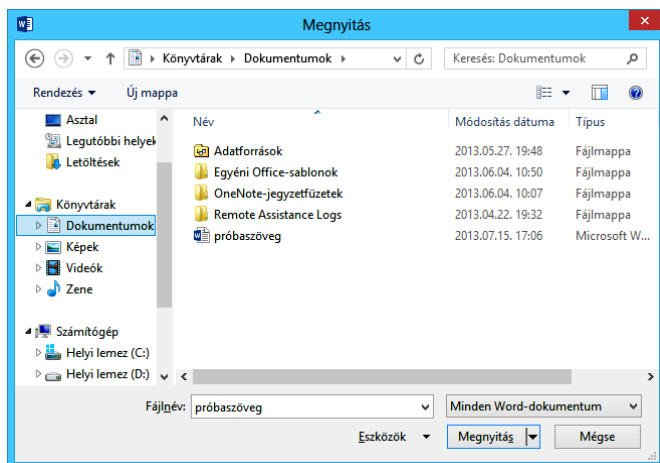 Megnyitás
Könyvtárak Dokumentumok
Keresés: Dokumentumok
Rendezés Új mappa
Asztal
Legutóbbi helyek
Letöltések
Könyvtárak
Dokumentumok
Képek
Videók
Zene
Számítógép
Helyi lemez (C:)
Helyi lemez (D:)
Név Módosítás dátuma Típus
Adatforrások 2013.05.27. 19:48 Fájlmappa
Egyéni Office-sablonok 2013.06.04. 10:50 Fájlmappa
OneNote-jegyzetfüzetek 2013.06.04. 10:07 Fájlmappa
Remote Assistance Logs 2013.04.22. 19:32 Fájlmappa
próbaszöveg 2013.07.15. 17:06 Microsoft W...
Fájlnév: próbaszöveg Minden Word-dokumentum
Eszközök Megnyitás Mégse